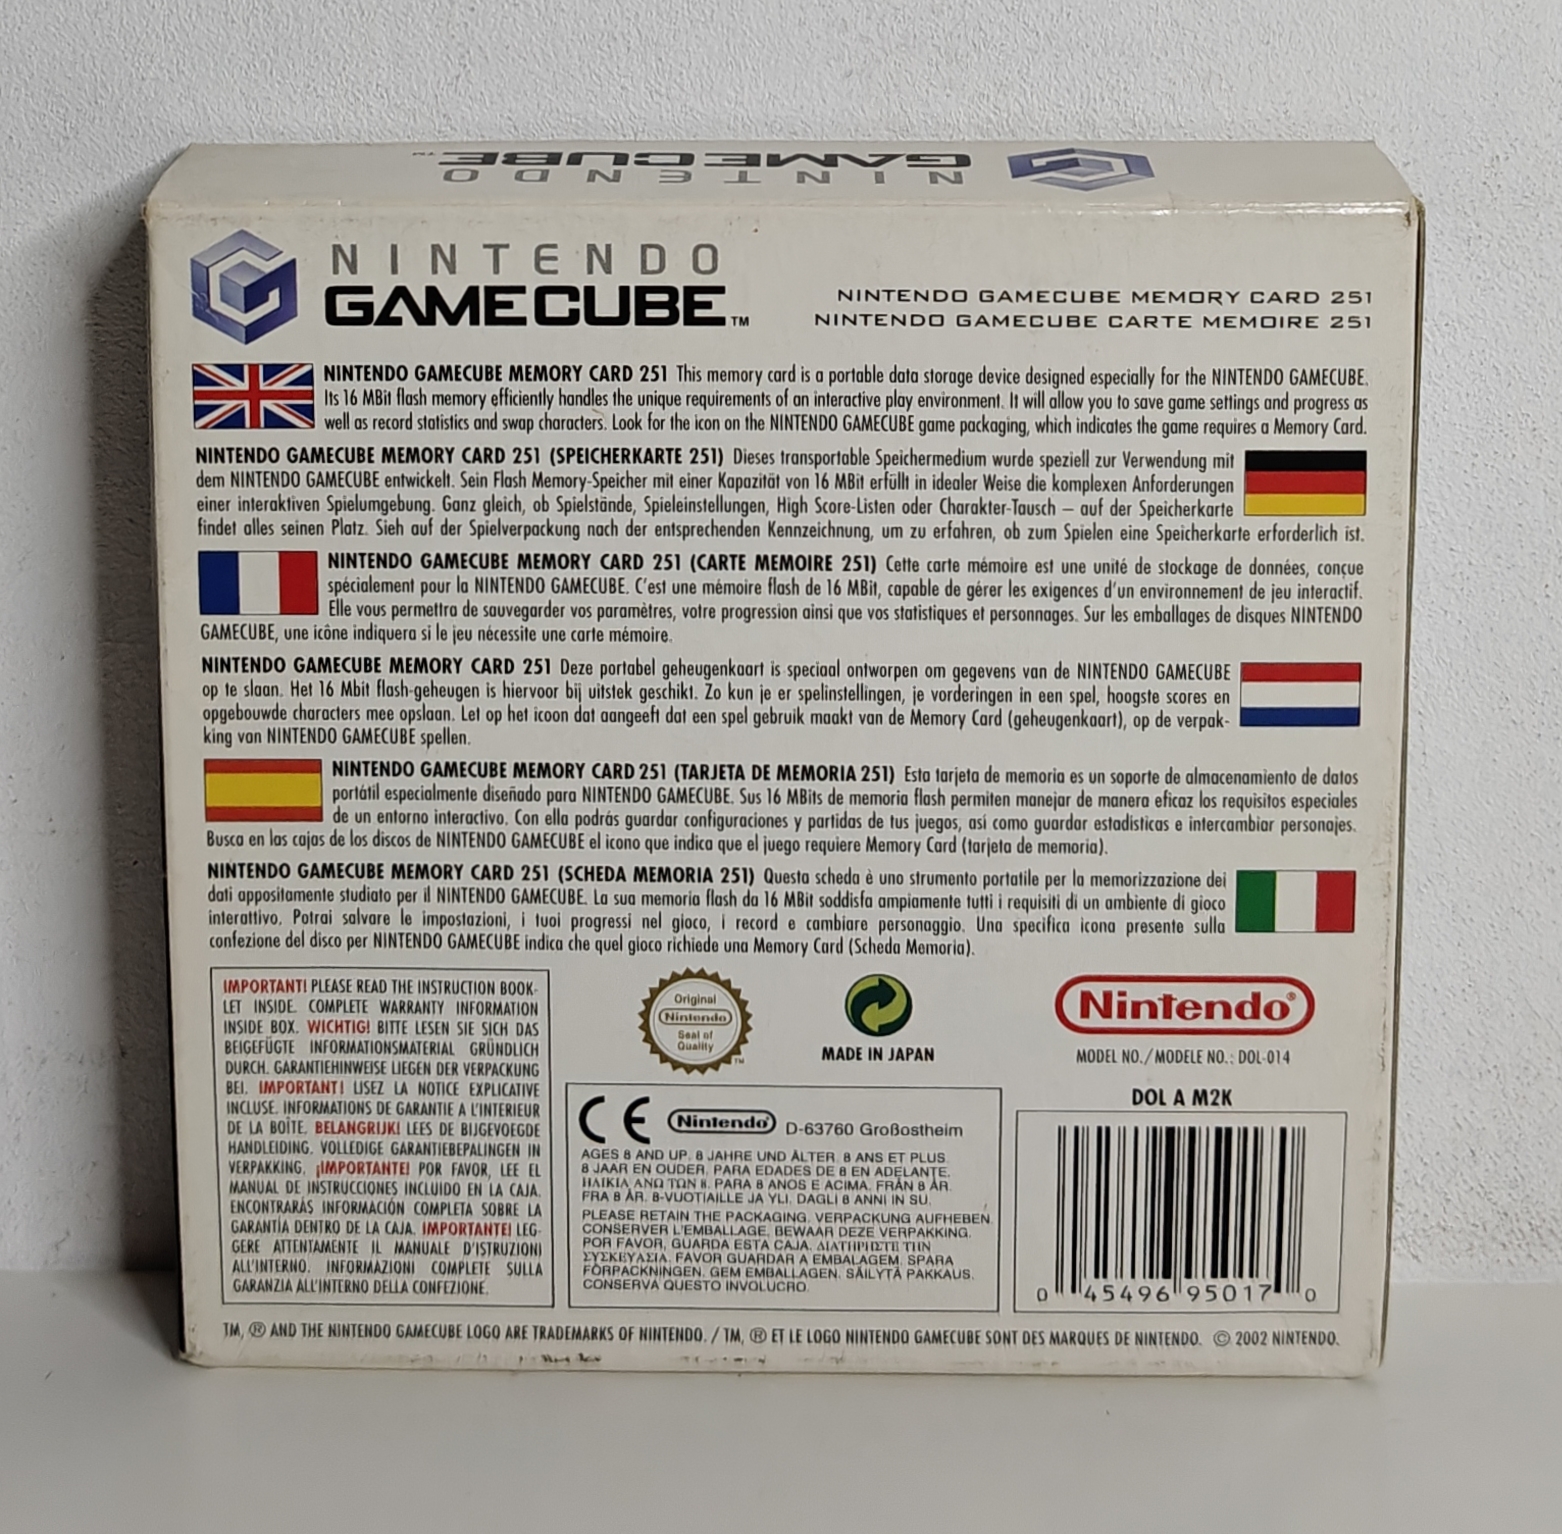 NINTENDO
GAMECUBE™
NINTENDO
GAMECUBE™
NINTENDO GAMECUBE MEMORY CARD 251
NINTENDO GAMECUBE CARTE MEMOIRE 251
NINTENDO GAMECUBE MEMORY CARD 251 This memory card is a portable data storage device designed especially for the NINTENDO GAMECUBE.
Its 16 MBit flash memory efficiently handles the unique requirements of an interactive play environment. It will allow you to save game settings and progress as
well as record statistics and swap characters. Look for the icon on the NINTENDO GAMECUBE game packaging, which indicates the game requires a Memory Card.
NINTENDO GAMECUBE MEMORY CARD 251 (SPEICHERKARTE 251) Dieses transportable Speichermedium wurde speziell zur Verwendung mit
dem NINTENDO GAMECUBE entwickelt. Sein Flash Memory-Speicher mit einer Kapazität von 16 MBit erfüllt in idealer Weise die komplexen Anforderungen
einer interaktiven Spielumgebung. Ganz gleich, ob Spielstände, Spieleinstellungen, High Score-Listen oder Charakter-Tausch – auf der Speicherkarte
findet alles seinen Platz. Sieh auf der Spielverpackung nach der entsprechenden Kennzeichnung, um zu erfahren, ob zum Spielen eine Speicherkarte erforderlich ist.
NINTENDO GAMECUBE MEMORY CARD 251 (CARTE MEMOIRE 251) Cette carte mémoire est une unité de stockage de données, conçue
spécialement pour la NINTENDO GAMECUBE. C'est une mémoire flash de 16 MBit, capable de gérer les exigences d'un environnement de jeu interactif.
Elle vous permettra de sauvegarder vos paramètres, votre progression ainsi que vos statistiques et personnages. Sur les emballages de disques NINTENDO
GAMECUBE, une icône indiquera si le jeu nécessite une carte mémoire.
NINTENDO GAMECUBE MEMORY CARD 251 Deze portabel geheugenkaart is speciaal ontworpen om gegevens van de NINTENDO GAMECUBE
op te slaan. Het 16 Mbit flash-geheugen is hiervoor bij uitstek geschikt. Zo kun je er spelinstellingen, je vorderingen in een spel, hoogste scores en
opgebouwde characters mee opslaan. Let op het icoon dat aangeeft dat een spel gebruik maakt van de Memory Card (geheugenkaart), op de verpak-
king van NINTENDO GAMECUBE spellen.
NINTENDO GAMECUBE MEMORY CARD 251 (TARJETA DE MEMORIA 251) Esta tarjeta de memoria es un soporte de almacenamiento de datos
portátil especialmente diseñado para NINTENDO GAMECUBE. Sus 16 MBits de memoria flash permiten manejar de manera eficaz los requisitos especiales
de un entorno interactivo. Con ella podrás guardar configuraciones y partidas de tus juegos, así como guardar estadísticas e intercambiar personajes.
Busca en las cajas de los discos de NINTENDO GAMECUBE el icono que indica que el juego requiere Memory Card (tarjeta de memoria).
NINTENDO GAMECUBE MEMORY CARD 251 (SCHEDA MEMORIA 251) Questa scheda è uno strumento portatile per la memorizzazione dei
dati appositamente studiato per il NINTENDO GAMECUBE. La sua memoria flash da 16 MBit soddisfa ampiamente tutti i requisiti di un ambiente di gioco
interattivo. Potrai salvare le impostazioni, i tuoi progressi nel gioco, i record e cambiare personaggio. Una specifica icona presente sulla
confezione del disco per NINTENDO GAMECUBE indica che quel gioco richiede una Memory Card (Scheda Memoria).
IMPORTANT! PLEASE READ THE INSTRUCTION BOOK-
LET INSIDE. COMPLETE WARRANTY INFORMATION
INSIDE BOX. WICHTIG! BITTE LESEN SIE SICH DAS
BEIGEFÜGTE INFORMATIONSMATERIAL GRÜNDLICH
DURCH. GARANTIEHINWEISE LIEGEN DER VERPACKUNG
BEI. IMPORTANT! LISEZ LA NOTICE EXPLICATIVE
INCLUSE. INFORMATIONS DE GARANTIE A L'INTERIEUR
DE LA BOÎTE. BELANGRIJK! LEES DE BIJGEVOEGDE
HANDLEIDING. VOLLEDIGE GARANTIEBEPALINGEN IN
VERPAKKING. ¡IMPORTANTE! POR FAVOR, LEE EL
MANUAL DE INSTRUCCIONES INCLUIDO EN LA CAJA.
ENCONTRARÁS INFORMACIÓN COMPLETA SOBRE LA
GARANTÍA DENTRO DE LA CAJA. IMPORTANTE! LEG-
GERE ATTENTAMENTE IL MANUALE D'ISTRUZIONI
ALL'INTERNO. INFORMAZIONI COMPLETE SULLA
GARANZIA ALL'INTERNO DELLA CONFEZIONE.
Original
Nintendo
Seal of
Quality
™
MADE IN JAPAN
Nintendo®
MODEL NO./MODELE NO.: DOL-014
DOL A M2K
CE Nintendo® D-63760 Großostheim
AGES 8 AND UP. 8 JAHRE UND ÄLTER. 8 ANS ET PLUS.
8 JAAR EN OUDER. PARA EDADES DE 8 EN ADELANTE.
ΗΛΙΚΙΑ ΑΝΩ ΤΩΝ 8. PARA 8 ANOS E ACIMA. FRÅN 8 ÅR.
FRA 8 ÅR. 8-VUOTIAILLE JA YLI. DAGLI 8 ANNI IN SU.
PLEASE RETAIN THE PACKAGING. VERPACKUNG AUFHEBEN.
CONSERVER L'EMBALLAGE. BEWAAR DEZE VERPAKKING.
POR FAVOR, GUARDA ESTA CAJA. ΔΙΑΤΗΡΙΣΤΕ ΤΗΝ
ΣΥΣΚΕΥΑΣΙΑ. FAVOR GUARDAR A EMBALAGEM. SPARA
FÖRPACKNINGEN. GEM EMBALLAGEN. SÄILYTÄ PAKKAUS.
CONSERVA QUESTO INVOLUCRO.
0 45496 95017 0
TM, ® AND THE NINTENDO GAMECUBE LOGO ARE TRADEMARKS OF NINTENDO. / TM, ® ET LE LOGO NINTENDO GAMECUBE SONT DES MARQUES DE NINTENDO. © 2002 NINTENDO.